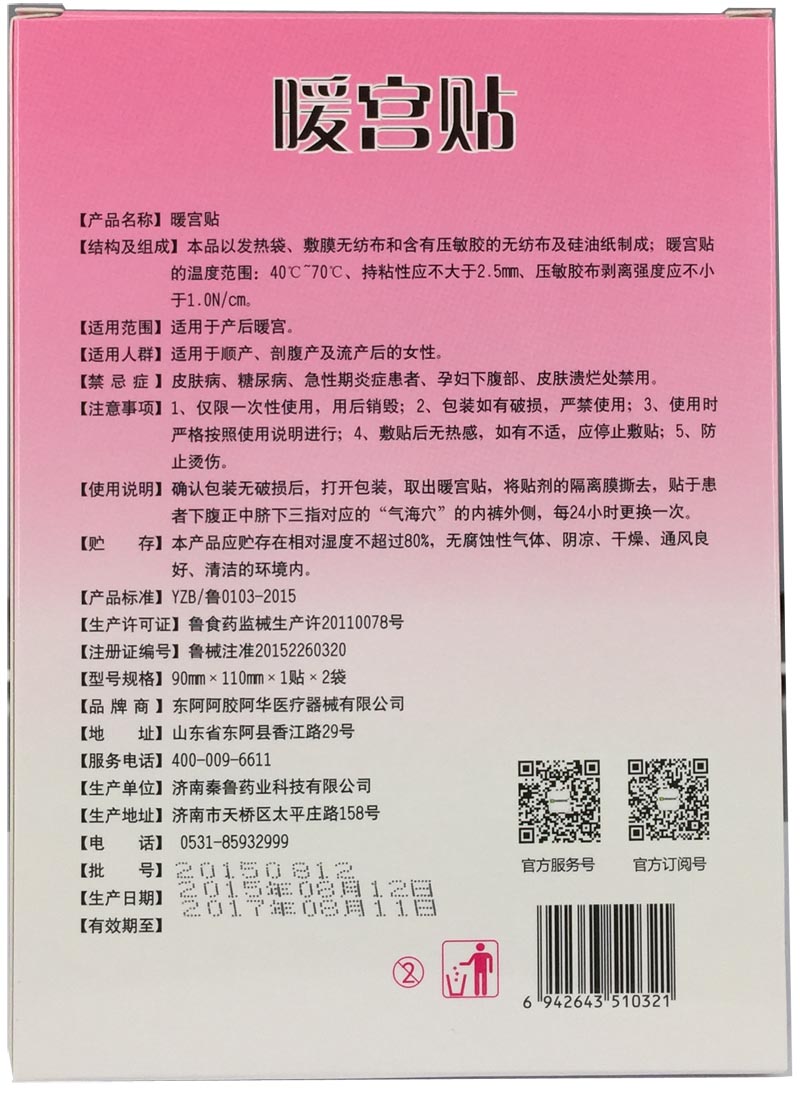 暖宫贴
【产品名称】暖宫贴
【结构及组成】本品以发热袋、敷膜无纺布和含有压敏胶的无纺布及硅油纸制成；暖宫贴
的温度范围：40℃~70℃、持粘性应不大于2.5mm、压敏胶布剥离强度应不小
于1.0N/cm。
【适用范围】适用于产后暖宫。
【适用人群】适用于顺产、剖腹产及流产后的女性。
【禁 忌 症】皮肤病、糖尿病、急性期炎症患者、孕妇下腹部、皮肤溃烂处禁用。
【注意事项】1、仅限一次性使用，用后销毁；2、包装如有破损，严禁使用；3、使用时
严格按照使用说明进行；4、敷贴后无热感，如有不适，应停止敷贴；5、防
止烫伤。
【使用说明】确认包装无破损后，打开包装，取出暖宫贴，将贴剂的隔离膜撕去，贴于患
者下腹正中脐下三指对应的“气海穴”的内裤外侧，每24小时更换一次。
【贮　　存】本产品应贮存在相对湿度不超过80%，无腐蚀性气体、阴凉、干燥、通风良
好、清洁的环境内。
【产品标准】YZB/鲁0103-2015
【生产许可证】鲁食药监械生产许20110078号
【注册证编号】鲁械注准20152260320
【型号规格】90mm×110mm×1贴×2袋
【品 牌 商】东阿阿胶阿华医疗器械有限公司
【地　　址】山东省东阿县香江路29号
【服务电话】400-009-6611
【生产单位】济南秦鲁药业科技有限公司
【生产地址】济南市天桥区太平庄路158号
【电　　话】0531-85932999
【批　　号】20150812
【生产日期】2015年08月12日
【有效期至】2017年08月11日
官方服务号 官方订阅号
2
6 942643 510321